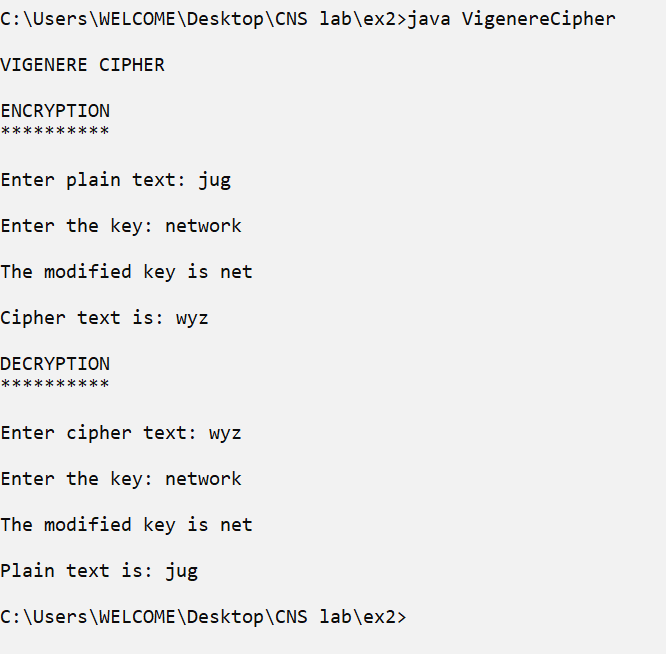 C:\Users\WELCOME\Desktop\CNS lab\ex2>java VigenereCipher
VIGENERE CIPHER
ENCRYPTION
**********
Enter plain text: jug
Enter the key: network
The modified key is net
Cipher text is: wyz
DECRYPTION
**********
Enter cipher text: wyz
Enter the key: network
The modified key is net
Plain text is: jug
C:\Users\WELCOME\Desktop\CNS lab\ex2>